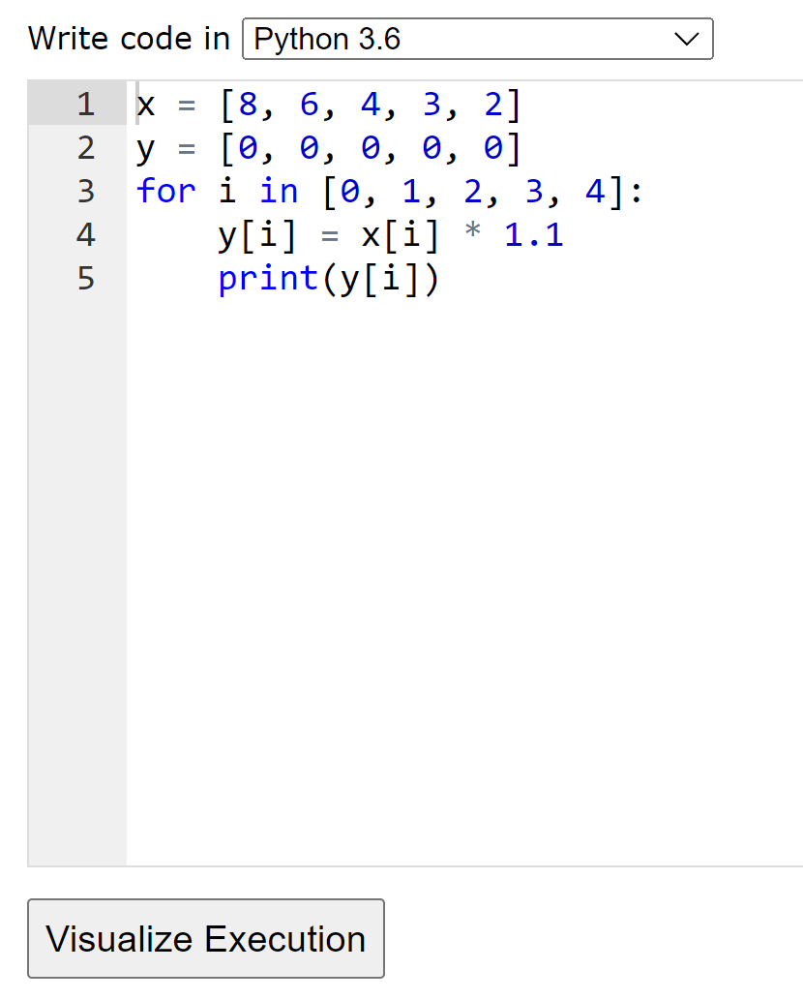 Write code in Python 3.6
1 x = [8, 6, 4, 3, 2]
2 y = [0, 0, 0, 0, 0]
3 for i in [0, 1, 2, 3, 4]:
4     y[i] = x[i] * 1.1
5     print(y[i])
Visualize Execution